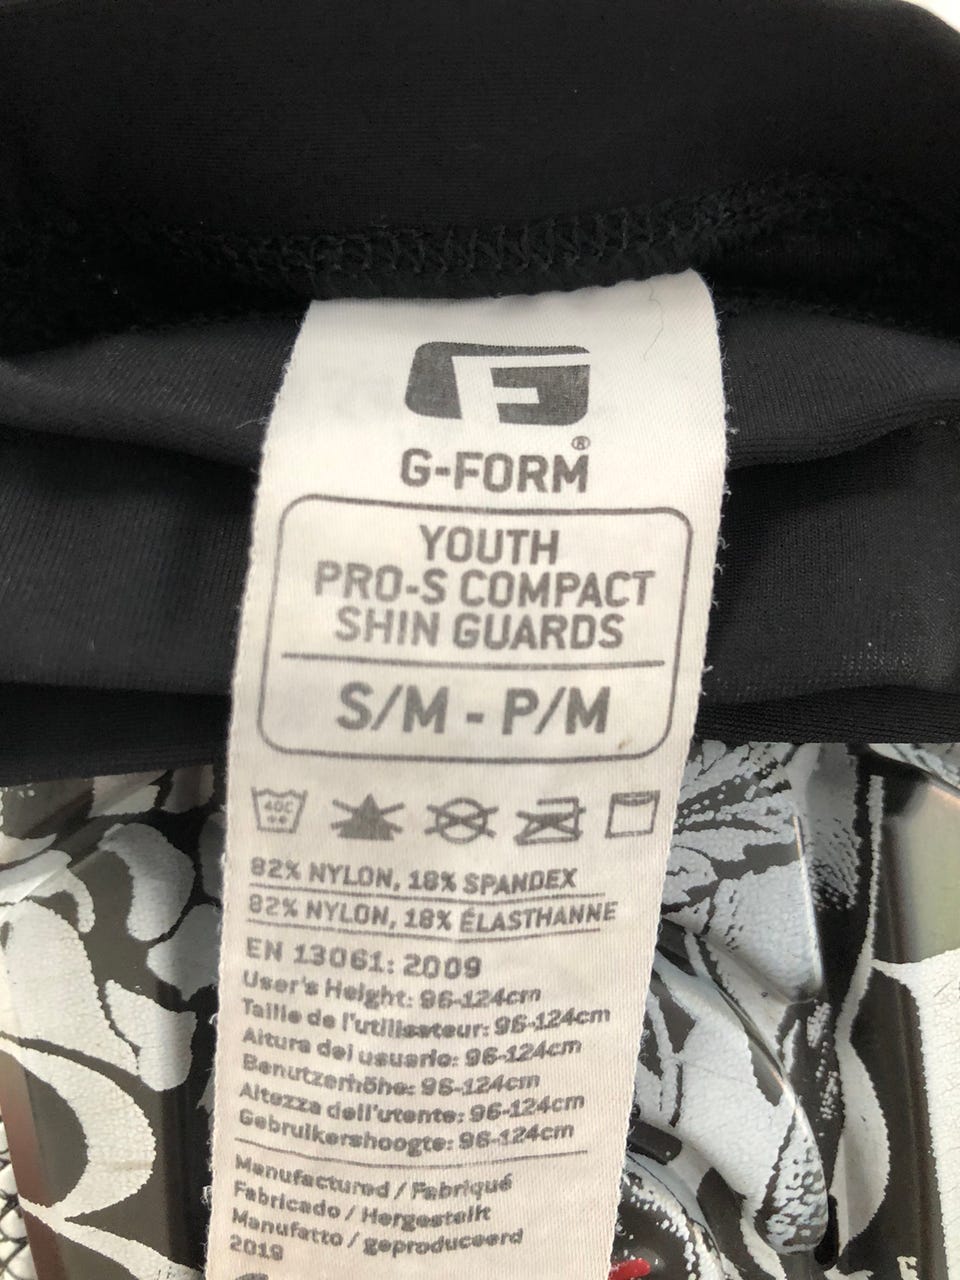 G-FORM®
YOUTH
PRO-S COMPACT
SHIN GUARDS
S/M - P/M
40C
82% NYLON, 18% SPANDEX
82% NYLON, 18% ÉLASTHANNE
EN 13061: 2009
User's Height: 96-124cm
Taille de l'utilisateur: 96-124cm
Altura del usuario: 96-124cm
Benutzerhöhe: 96-124cm
Altezza dell'utente: 96-124cm
Gebruikershoogte: 96-124cm
Manufactured / Fabriqué
Fabricado / Hergestellt
Manufatto / geproduceerd
2019